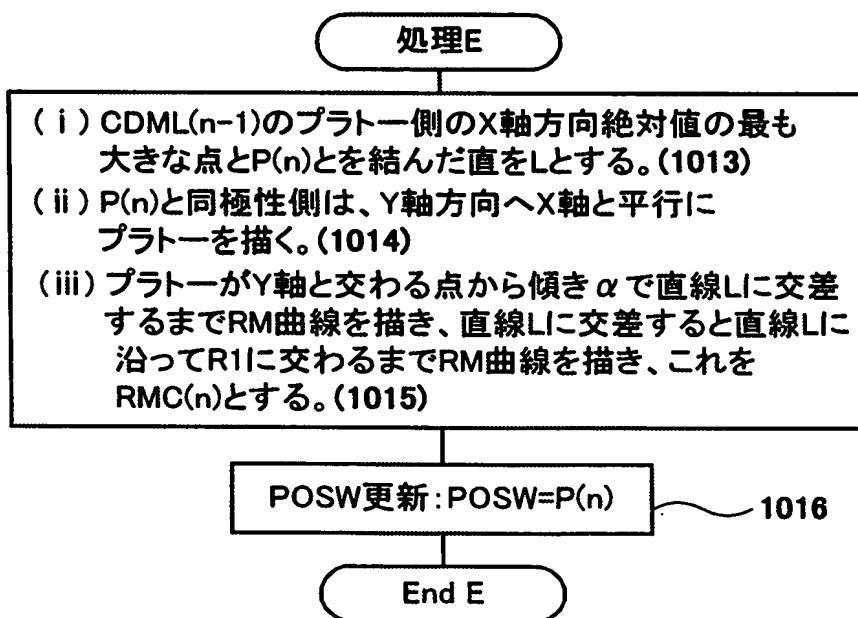 処理E
(ⅰ) CDML(n-1)のプラトー側のX軸方向絶対値の最も
大きな点とP(n)とを結んだ直をLとする。(1013)
(ⅱ) P(n)と同極性側は、Y軸方向へX軸と平行に
プラトーを描く。(1014)
(ⅲ) プラトーがY軸と交わる点から傾きαで直線Lに交差
するまでRM曲線を描き、直線Lに交差すると直線Lに
沿ってR1に交わるまでRM曲線を描き、これを
RMC(n)とする。(1015)
POSW更新:POSW=P(n)
1016
End E